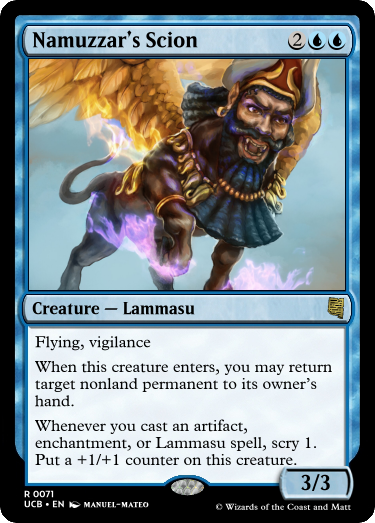 Namuzzar's Scion 2
Creature — Lammasu
Flying, vigilance
When this creature enters, you may return
target nonland permanent to its owner's
hand.
Whenever you cast an artifact,
enchantment, or Lammasu spell, scry 1.
Put a +1/+1 counter on this creature.
3/3
R 0071
UCB • EN Manuel-Mateo
© Wizards of the Coast and Matt